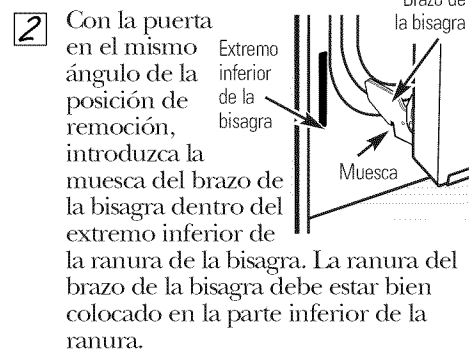 2
Con la puerta
en el mismo
ángulo de la
posición de
remoción,
introduzca la
muesca del brazo de
la bisagra dentro del
extremo inferior de
la ranura de la bisagra. La ranura del
brazo de la bisagra debe estar bien
colocado en la parte inferior de la
ranura.
Extremo
inferior
de la
bisagra
Brazo de
la bisagra
Muesca